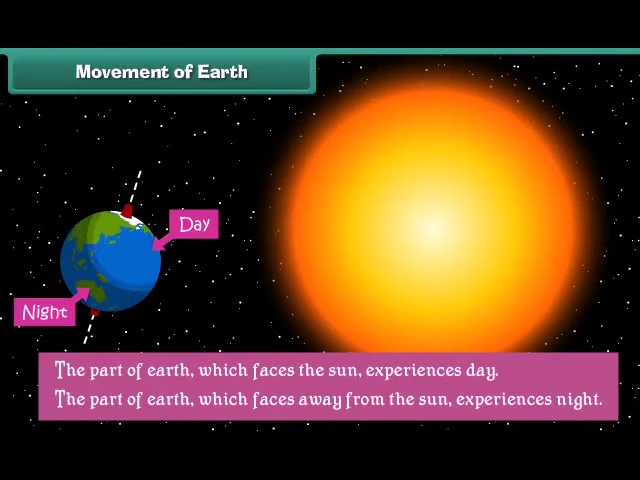 Movement of Earth
Day
Night
The part of earth, which faces the sun, experiences day.
The part of earth, which faces away from the sun, experiences night.